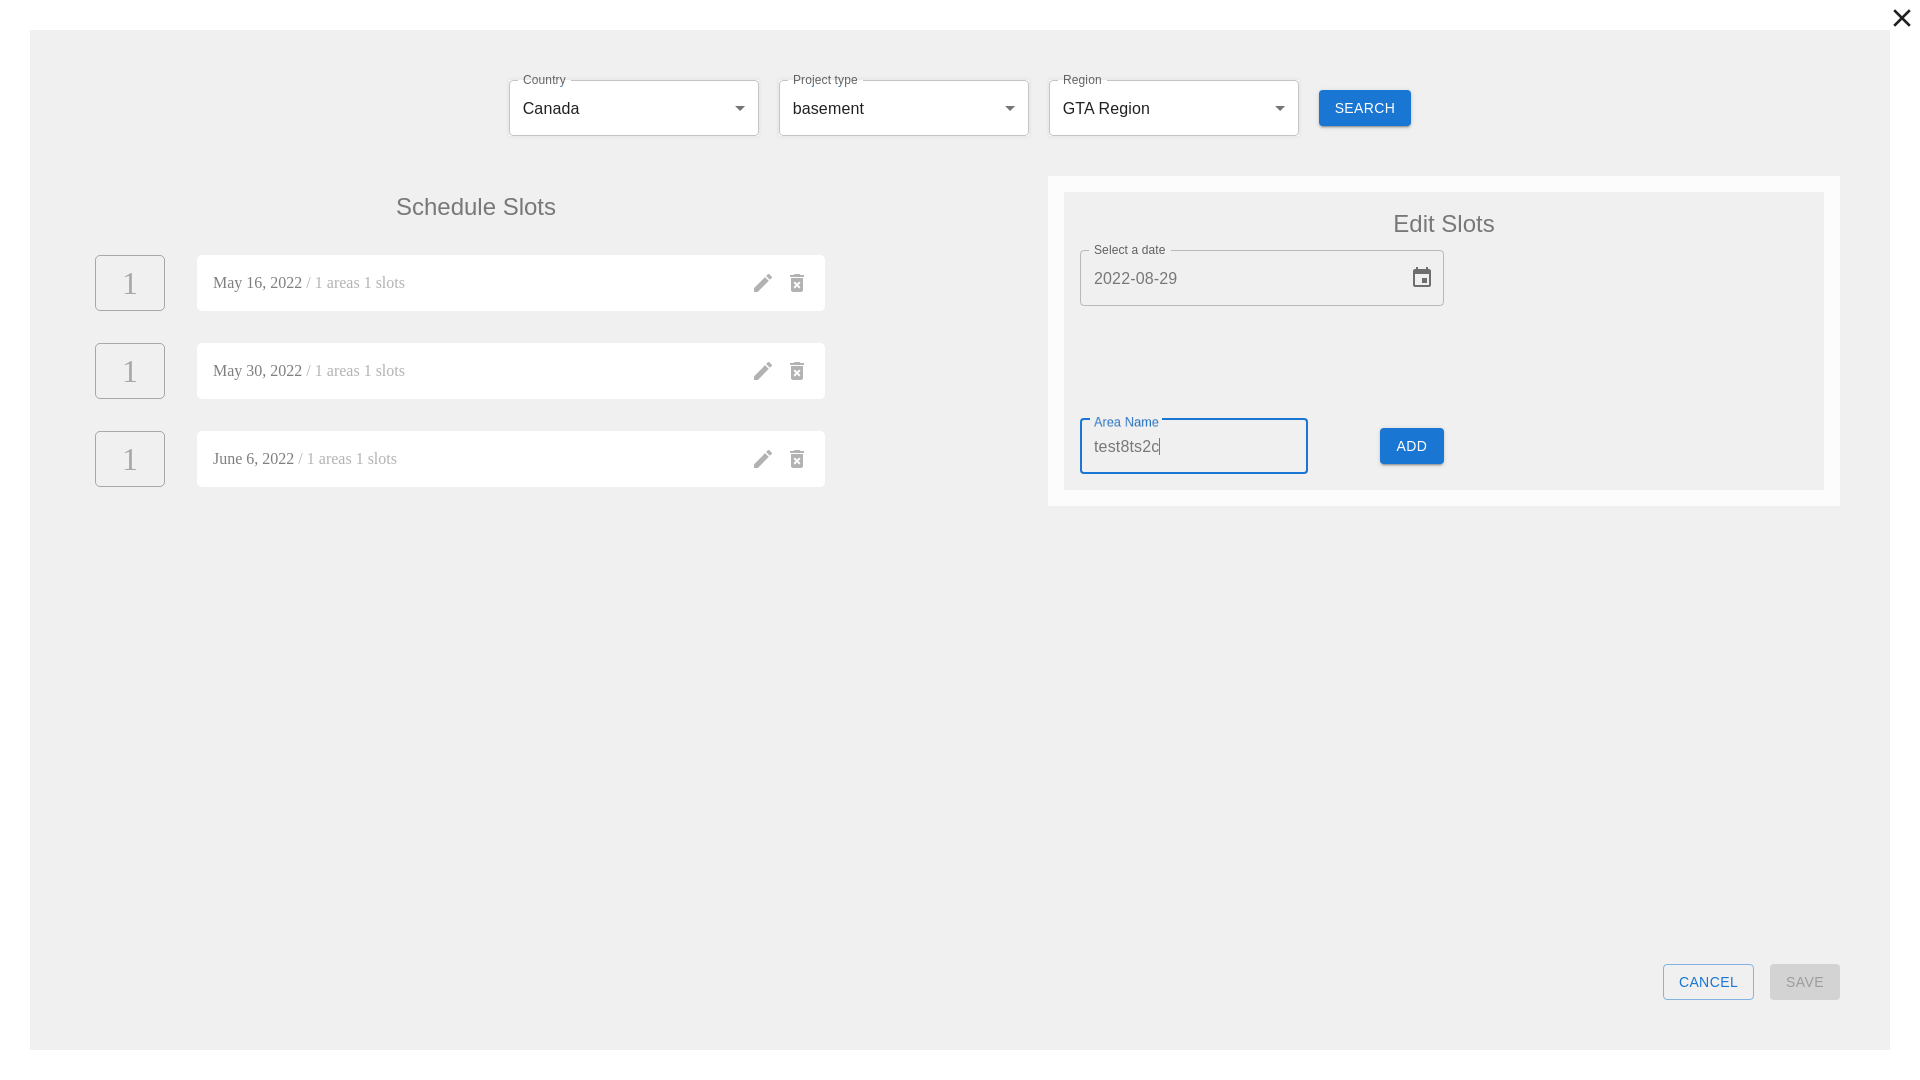 Country
Canada
Project type
basement
Region
GTA Region
SEARCH
Schedule Slots
1
May 16, 2022 / 1 areas 1 slots
1
May 30, 2022 / 1 areas 1 slots
1
June 6, 2022 / 1 areas 1 slots
Edit Slots
Select a date
2022-08-29
Area Name
test8ts2c
ADD
CANCEL
SAVE